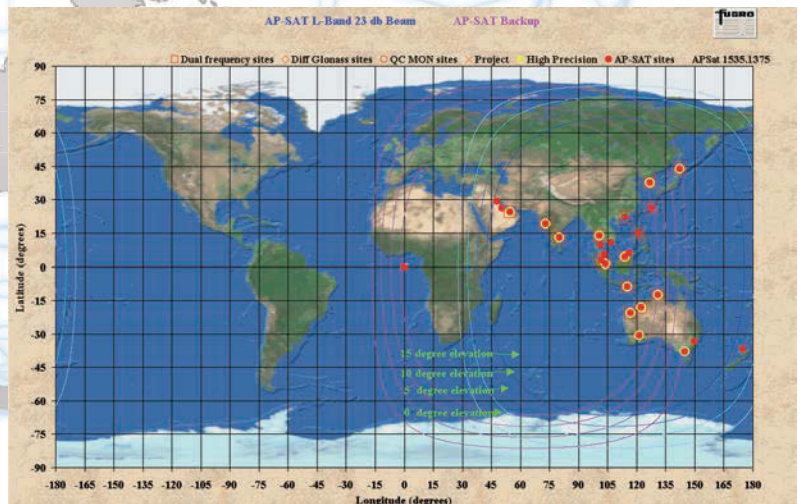 AP-SAT L-Band 23 db Beam AP-SAT Backup
fugro
Dual frequency sites Diff Glonass sites QC MON sites Project High Precision AP-SAT sites APSat 1535.1375
90
75
60
45
30
15
0
-15
-30
-45
-60
-75
-90
Latitude (degrees)
15 degree elevation
10 degree elevation
5 degree elevation
0 degree elevation
-180 -165 -150 -135 -120 -105 -90 -75 -60 -45 -30 -15 0 15 30 45 60 75 90 105 120 135 150 165 180
Longitude (degrees)